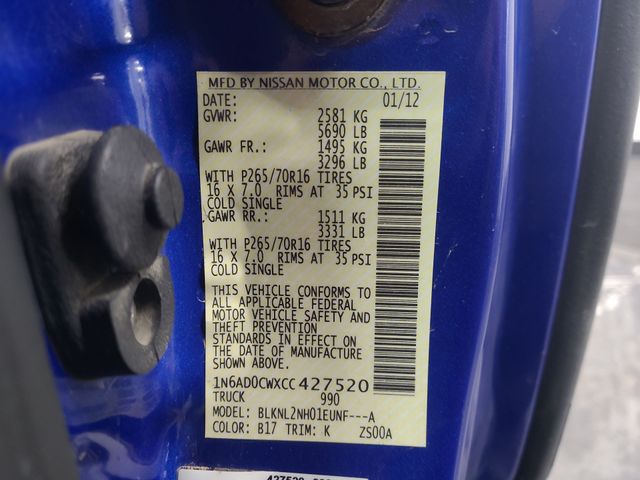 MFD BY NISSAN MOTOR CO., LTD.
DATE: 01/12
GVWR: 2581 KG
5690 LB
GAWR FR.: 1495 KG
3296 LB
WITH P265/70R16 TIRES
16 X 7.0 RIMS AT 35 PSI
COLD SINGLE
GAWR RR.: 1511 KG
3331 LB
WITH P265/70R16 TIRES
16 X 7.0 RIMS AT 35 PSI
COLD SINGLE
THIS VEHICLE CONFORMS TO
ALL APPLICABLE FEDERAL
MOTOR VEHICLE SAFETY AND
THEFT PREVENTION
STANDARDS IN EFFECT ON
THE DATE OF MANUFACTURE
1N6AD0CWXCC427520
TRUCK 990
MODEL: BLKNL2NH01EUNF---A
COLOR: B17 TRIM: K ZS00A